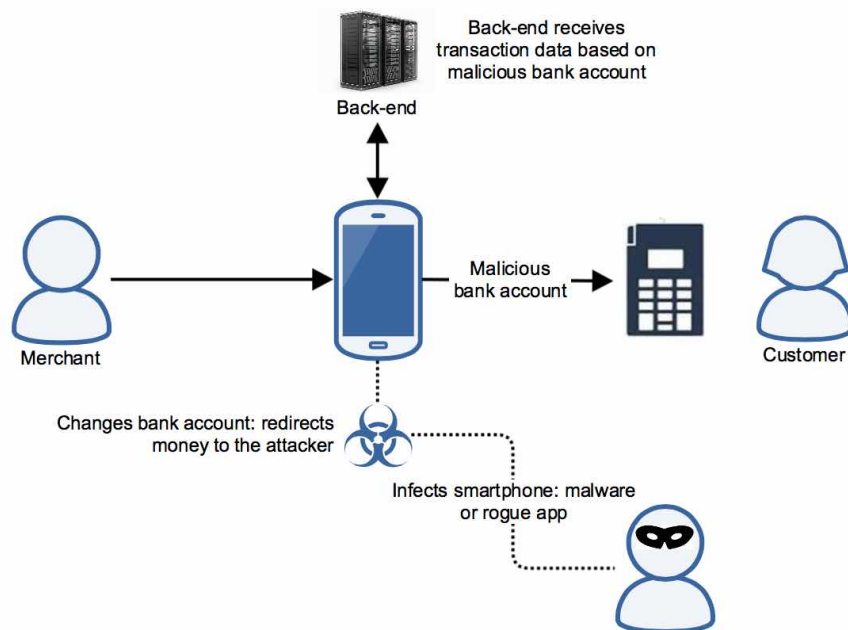 Back-end receives
transaction data based on
malicious bank account
Back-end
Malicious
bank account
Merchant
Customer
Changes bank account: redirects
money to the attacker
Infects smartphone: malware
or rogue app